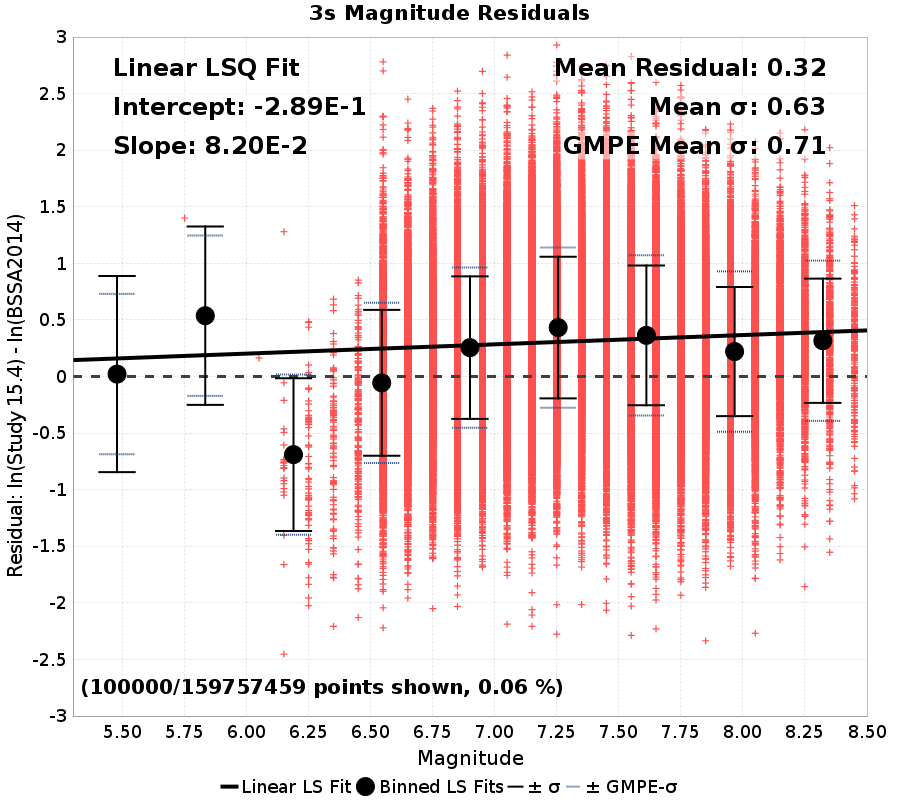 3s Magnitude Residuals
Linear LSQ Fit
Intercept: -2.89E-1
Slope: 8.20E-2
Mean Residual: 0.32
Mean σ: 0.63
GMPE Mean σ: 0.71
Residual: ln(Study 15.4) - ln(BSSA2014)
3
2.5
2
1.5
1
0.5
0
-0.5
-1
-1.5
-2
-2.5
-3
(100000/159757459 points shown, 0.06 %)
5.50 5.75 6.00 6.25 6.50 6.75 7.00 7.25 7.50 7.75 8.00 8.25 8.50
Magnitude
Linear LS Fit Binned LS Fits ± σ ± GMPE-σ